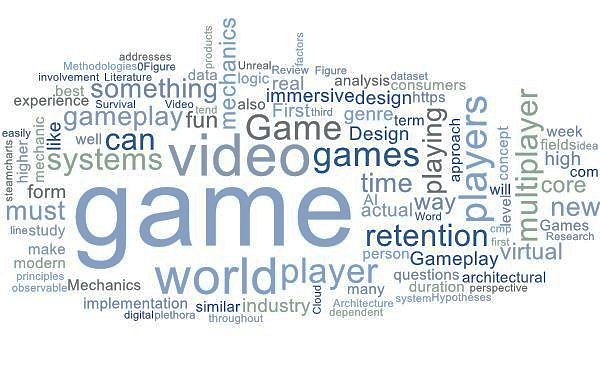 addresses
products
mechanics
Unreal
factors
Methodologies 0Figure
involvement Literature
data
logic
Review Figure
best
something
real
analysis
dataset
consumers
experience
Survival
Video
tend
also
immersive
design
https
gameplay
fun
First
third
genre
term
easily
higher
mechanic
like
well
can
Game
Design
playing
approach
players
concept
multiplayer
week
fields
idea
steamcharts
systems
video
games
high
com
form
game
time
AI
actual
way
Word
will
level
core
must
new
line
study
retention
cmp
first
Games
Research
make
person
Gameplay
virtual
modern
world
player
questions
architectural
principles
observable
Mechanics
many
duration
perspective
implementation
similar
industry
Cloud
Architecture
system
Hypotheses
digital
plethora
throughout
dependent